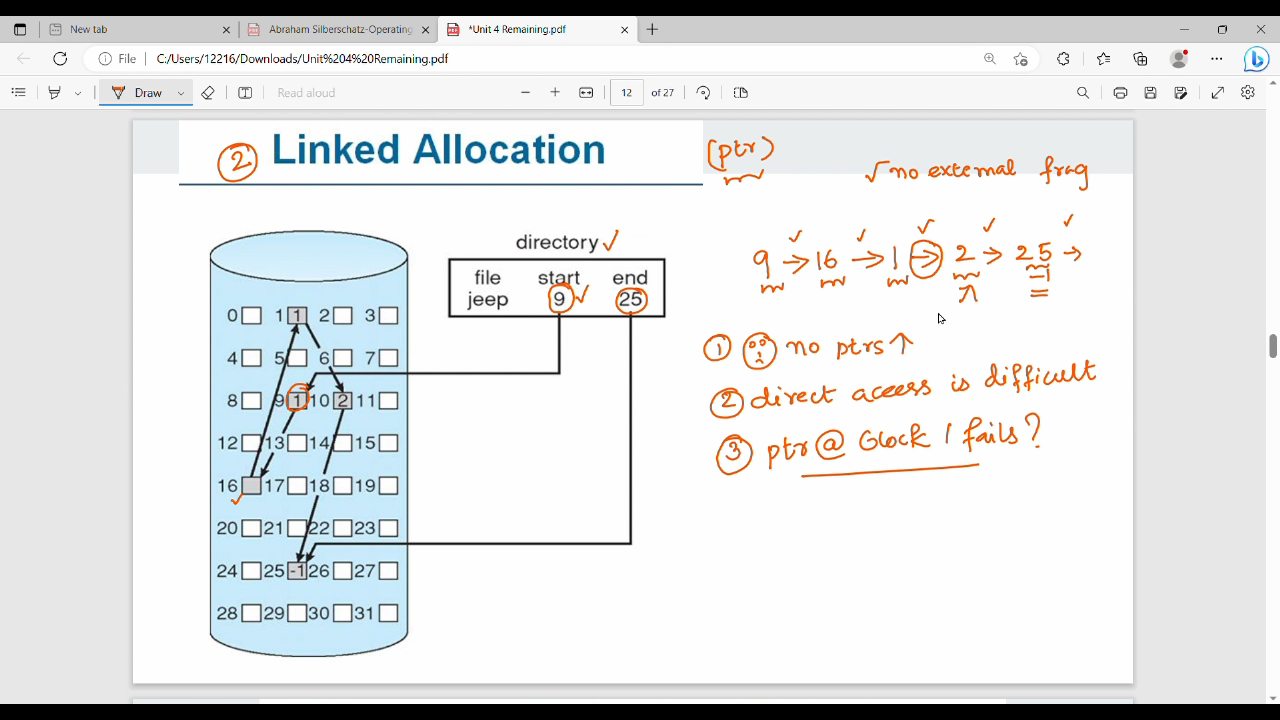 New tab
Abraham Silberschatz-Operating
*Unit 4 Remaining.pdf
File C:/Users/12216/Downloads/Unit%204%20Remaining.pdf
Draw Read aloud 12 of 27
2 Linked Allocation (ptr)
√ no external frag
directory
file start end
jeep 9 25
9 → 16 → 1 → 2 → 25 →
-1
0 1 1 2 3
4 5 6 7
8 9 1 10 2 11
12 13 14 15
16 17 18 19
20 21 22 23
24 25 -1 26 27
28 29 30 31
1 no ptrs ↑
2 direct access is difficult
3 ptr @ block 1 fails?